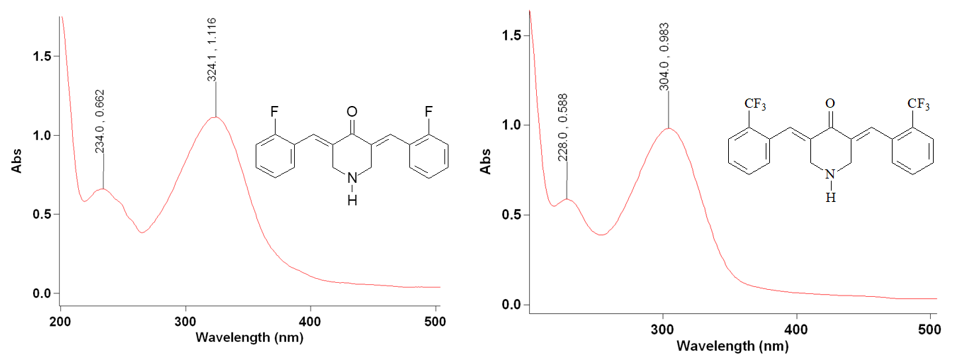 1.5
1.0
0.5
0.0
Abs
234.0 , 0.662
324.1 , 1.116
F
O
F
N
H
200
300
400
500
Wavelength (nm)
1.5
1.0
0.5
0.0
Abs
228.0 , 0.588
304.0 , 0.983
CF3
O
CF3
N
H
300
400
500
Wavelength (nm)